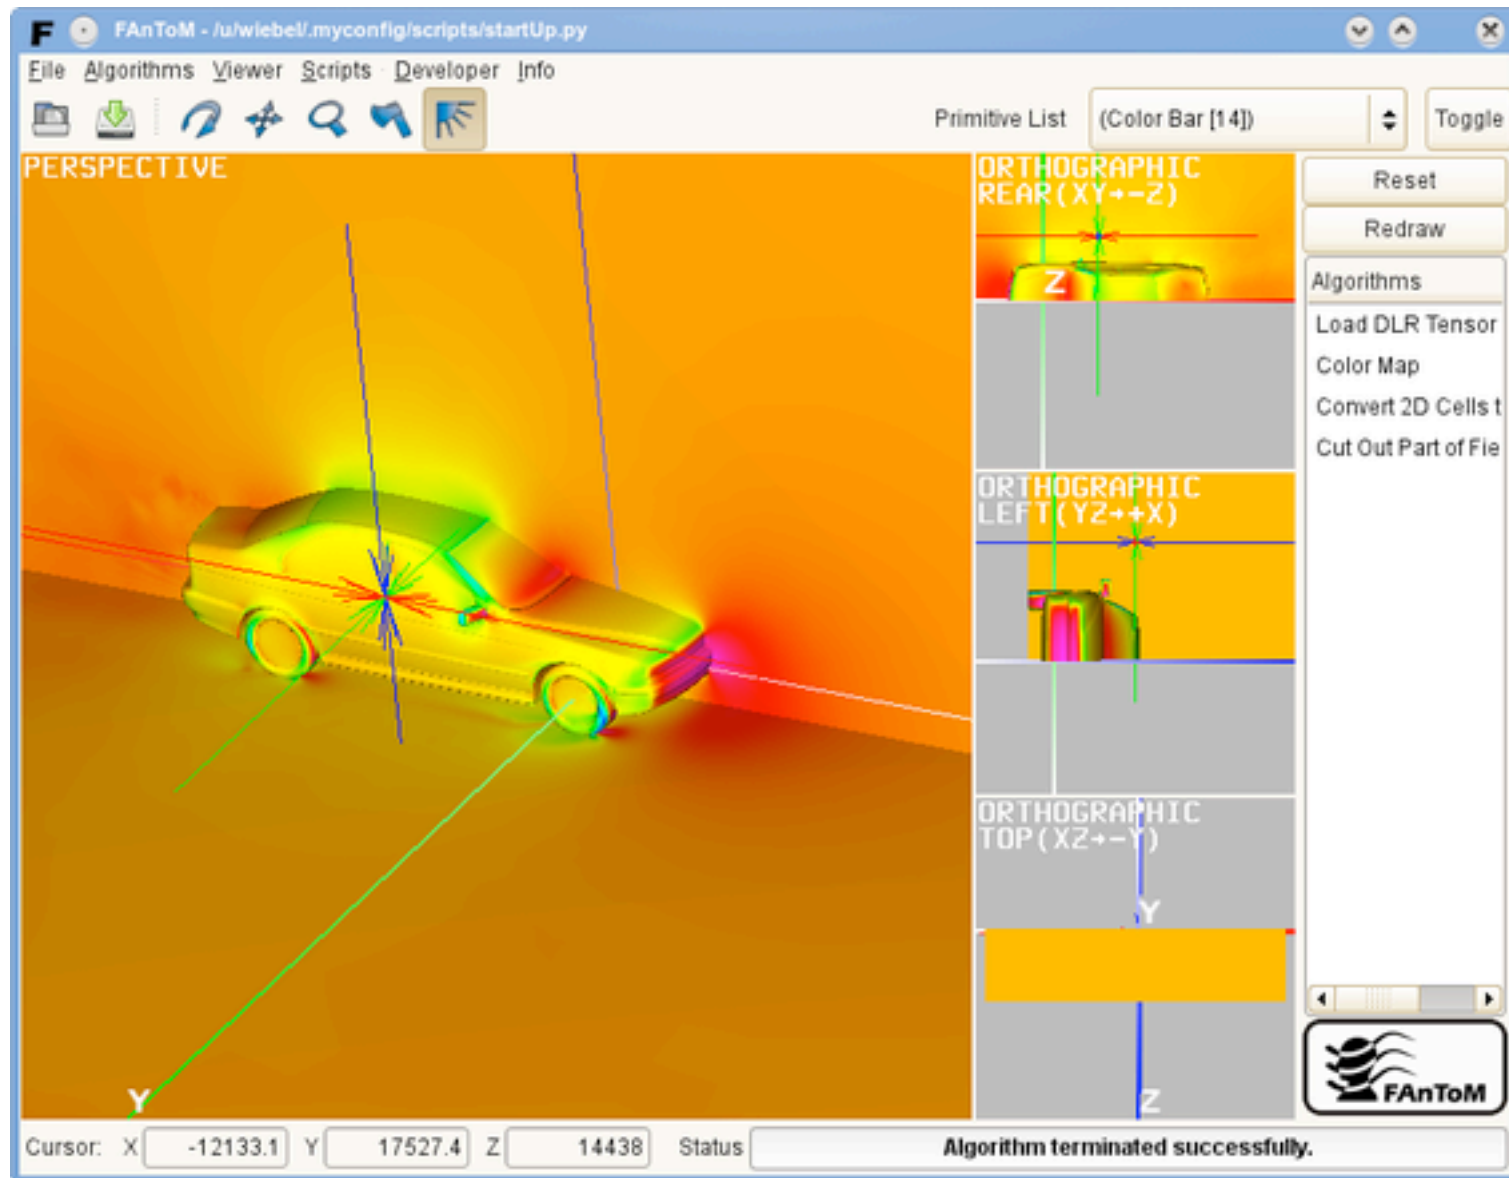 FAnToM - /u/wiebel/.myconfig/scripts/startUp.py
File Algorithms Viewer Scripts Developer Info
Primitive List (Color Bar [14]) Toggle
PERSPECTIVE
ORTHOGRAPHIC
REAR(XY→-Z)
Z
ORTHOGRAPHIC
LEFT(YZ→+X)
ORTHOGRAPHIC
TOP(XZ→-Y)
Y
Z
Y
Reset
Redraw
Algorithms
Load DLR Tensor
Color Map
Convert 2D Cells t
Cut Out Part of Fie
FAnToM
Cursor: X -12133.1 Y 17527.4 Z 14438 Status Algorithm terminated successfully.